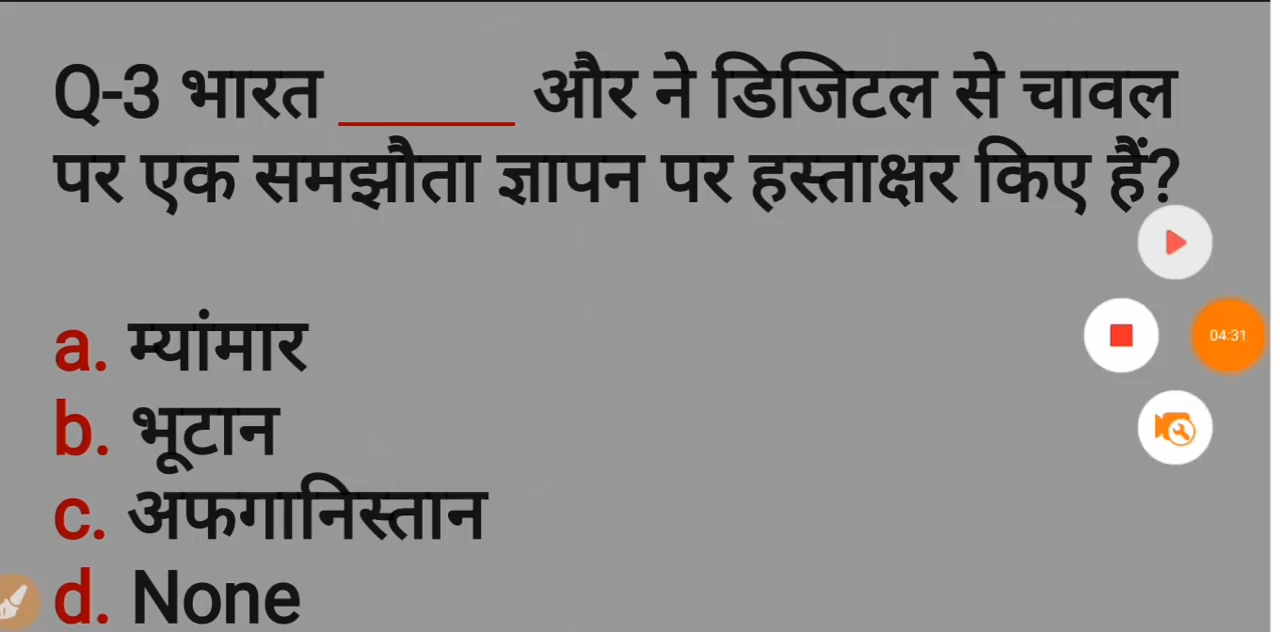 Q-3 भारत ______ और ने डिजिटल से चावल
पर एक समझौता ज्ञापन पर हस्ताक्षर किए हैं?
a. म्यांमार
b. भूटान
c. अफगानिस्तान
d. None
04:31